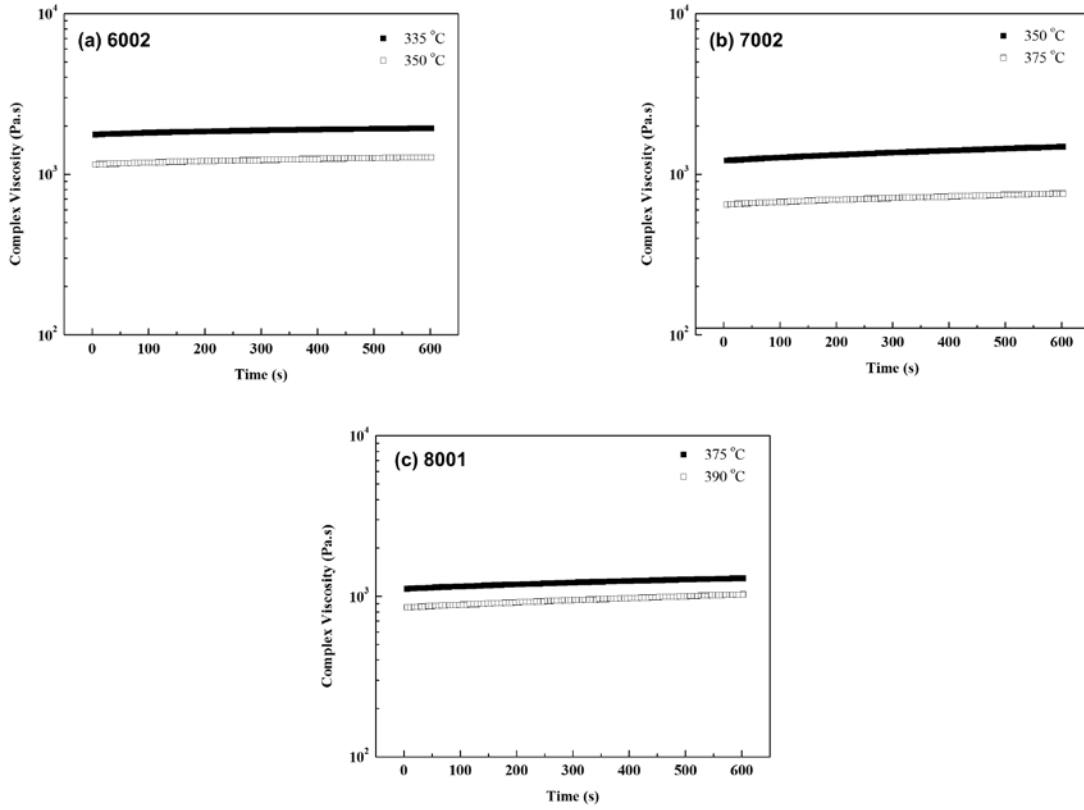 (a) 6002
335 °C
350 °C
10⁴
10³
10²
Complex Viscosity (Pa.s)
0 100 200 300 400 500 600
Time (s)
(b) 7002
350 °C
375 °C
10⁴
10³
10²
Complex Viscosity (Pa.s)
0 100 200 300 400 500 600
Time (s)
(c) 8001
375 °C
390 °C
10⁴
10³
10²
Complex Viscosity (Pa.s)
0 100 200 300 400 500 600
Time (s)